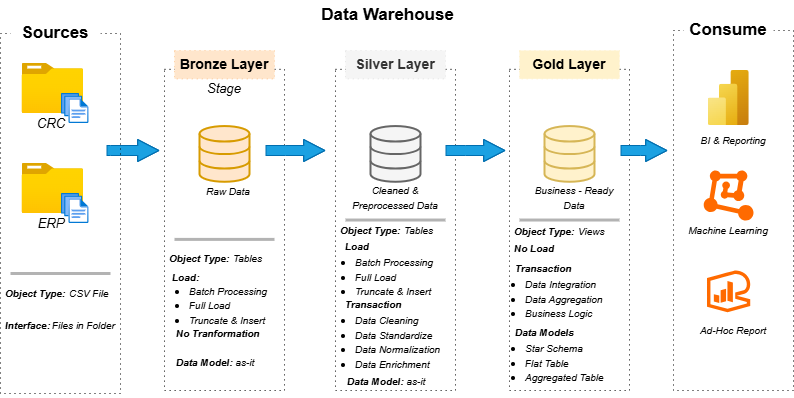 Data Warehouse
Sources
CRC
ERP
Object Type: CSV File
Interface: Files in Folder
Bronze Layer
Stage
Raw Data
Object Type: Tables
Load:
Batch Processing
Full Load
Truncate & Insert
No Tranformation
Data Model: as-it
Silver Layer
Cleaned &
Preprocessed Data
Object Type: Tables
Load
Batch Processing
Full Load
Truncate & Insert
Transaction
Data Cleaning
Data Standardize
Data Normalization
Data Enrichment
Data Model: as-it
Gold Layer
Business - Ready
Data
Object Type: Views
No Load
Transaction
Data Integration
Data Aggregation
Business Logic
Data Models
Star Schema
Flat Table
Aggregated Table
Consume
BI & Reporting
Machine Learning
Ad-Hoc Report